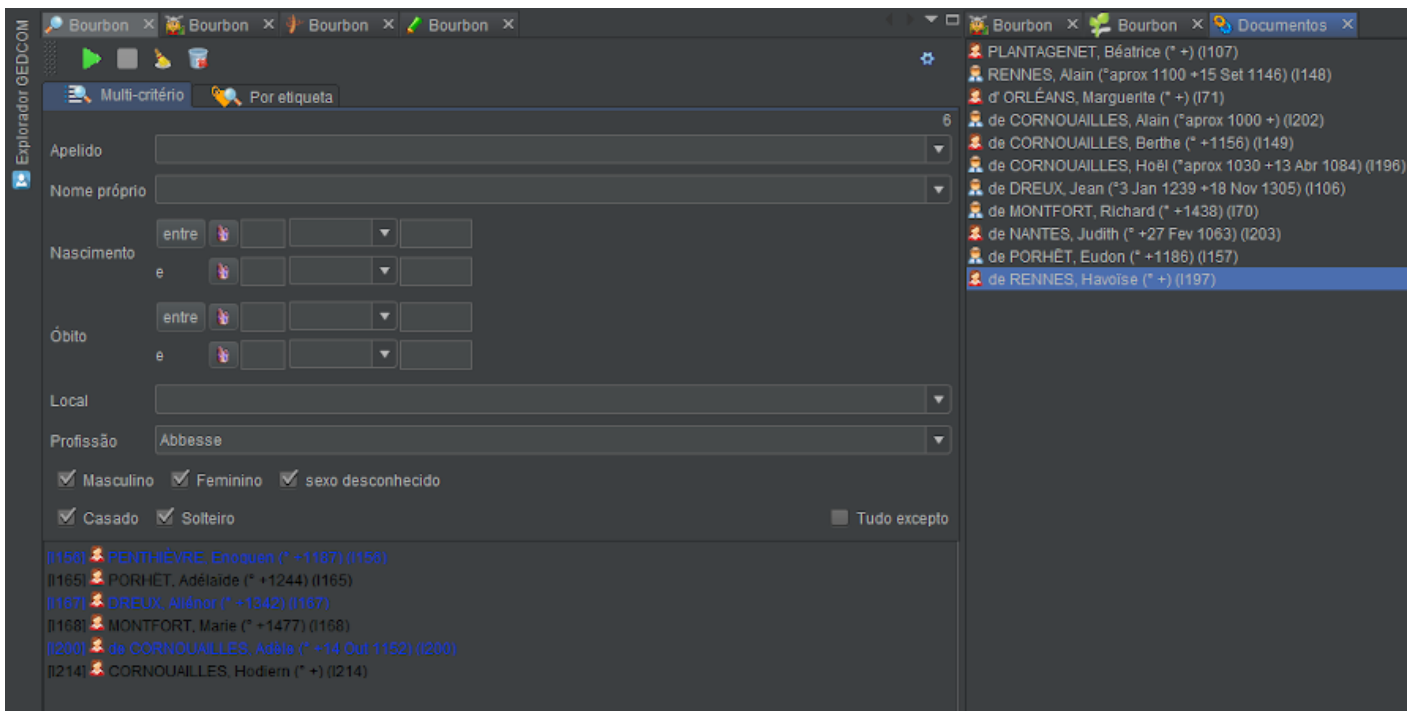 Explorador GEDCOM
Bourbon Bourbon Bourbon Bourbon
Multi-critério Por etiqueta
6
Apelido
Nome próprio
Nascimento
entre
e
Óbito
entre
e
Local
Profissão Abbesse
Masculino Feminino sexo desconhecido
Casado Solteiro Tudo excepto
[I156] PENTHIÈVRE, Enoguen (° +1187) (I156)
[I165] PORHËT, Adélaïde (° +1244) (I165)
[I167] DREUX, Aliénor (° +1342) (I167)
[I168] MONTFORT, Marie (° +1477) (I168)
[I200] de CORNOUAILLES, Adèle (° +14 Out 1152) (I200)
[I214] CORNOUAILLES, Hodiern (° +) (I214)
Bourbon Bourbon Documentos
PLANTAGENET, Béatrice (° +) (I107)
RENNES, Alain (°aprox 1100 +15 Set 1146) (I148)
d' ORLÉANS, Marguerite (° +) (I71)
de CORNOUAILLES, Alain (°aprox 1000 +) (I202)
de CORNOUAILLES, Berthe (° +1156) (I149)
de CORNOUAILLES, Hoël (°aprox 1030 +13 Abr 1084) (I196)
de DREUX, Jean (°3 Jan 1239 +18 Nov 1305) (I106)
de MONTFORT, Richard (° +1438) (I70)
de NANTES, Judith (° +27 Fev 1063) (I203)
de PORHËT, Eudon (° +1186) (I157)
de RENNES, Havoïse (° +) (I197)